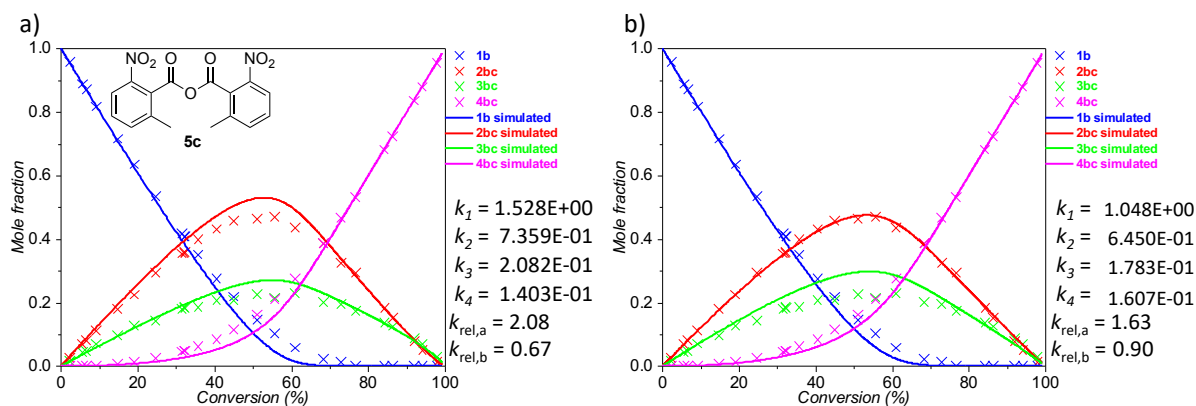 a)
1.0
0.8
0.6
0.4
0.2
0.0
Mole fraction
0
20
40
60
80
100
Conversion (%)
NO2
O
O
NO2
O
5c
1b
2bc
3bc
4bc
1b simulated
2bc simulated
3bc simulated
4bc simulated
k1 = 1.528E+00
k2 = 7.359E-01
k3 = 2.082E-01
k4 = 1.403E-01
krel,a = 2.08
krel,b = 0.67
b)
1.0
0.8
0.6
0.4
0.2
0.0
Mole fraction
0
20
40
60
80
100
Conversion (%)
1b
2bc
3bc
4bc
1b simulated
2bc simulated
3bc simulated
4bc simulated
k1 = 1.048E+00
k2 = 6.450E-01
k3 = 1.783E-01
k4 = 1.607E-01
krel,a = 1.63
krel,b = 0.90